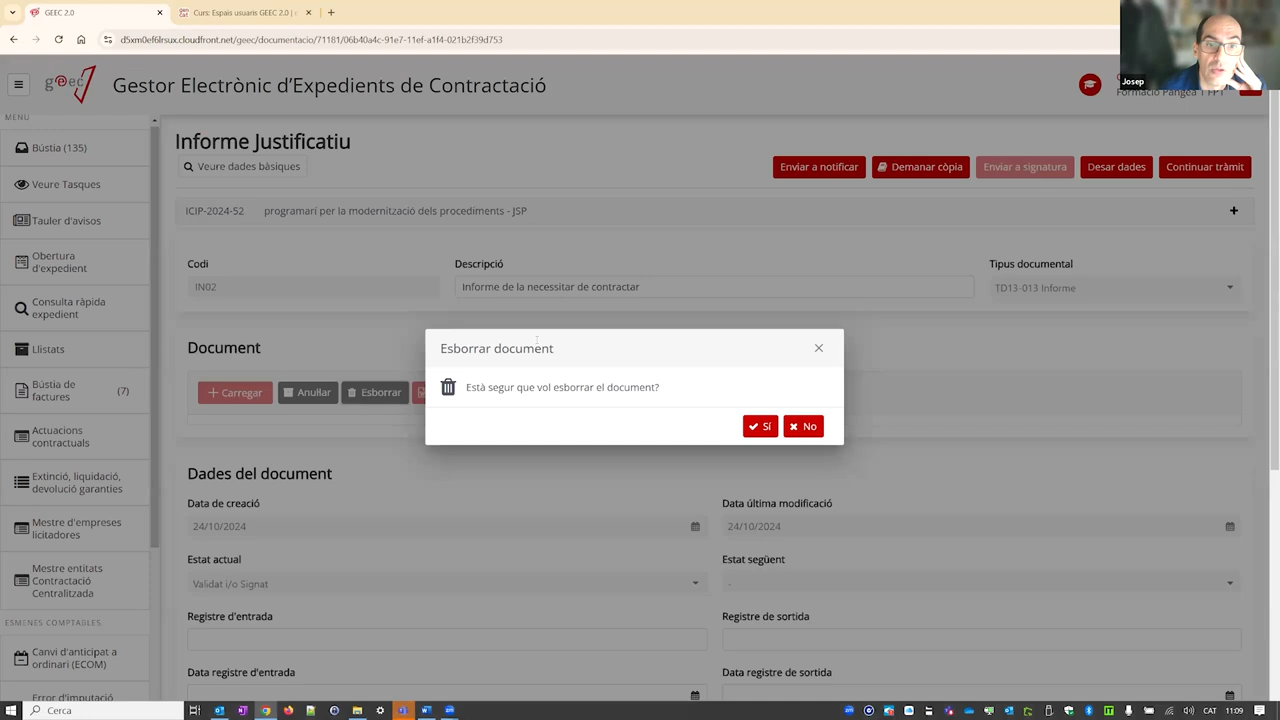 GEEC 2.0
Curs: Espais usuaris GEEC 2.0 |
d5xm0ef6lrsux.cloudfront.net/geec/documentacio/71181/06b40a4c-91e7-11ef-a1f4-021b2f39d753
Josep
geec
Gestor Electrònic d'Expedients de Contractació
Formació Pangea 1 FPT
MENÚ
Bústia (135)
Veure Tasques
Tauler d'avisos
Obertura
d'expedient
Consulta ràpida
expedient
Llistats
Bústia de
factures
(7)
Actuacions
contractuals
Extinció, liquidació,
devolució garanties
Mestre d'empreses
licitadores
Mestre entitats
Contractació
Centralitzada
ESMENES COMPTABLES
Canvi d'anticipat a
ordinari (ECOM)
Error d'imputació
Informe Justificatiu
Veure dades bàsiques
Enviar a notificar
Demanar còpia
Enviar a signatura
Desar dades
Continuar tràmit
ICIP-2024-52 programari per la modernització dels procediments - JSP
Codi
Descripció
Tipus documental
IN02
Informe de la necessitar de contractar
TD13-013 Informe
Document
Carregar
Anul·lar
Esborrar
Esborrar document
Està segur que vol esborrar el document?
Sí
No
Dades del document
Data de creació
Data última modificació
24/10/2024
24/10/2024
Estat actual
Estat següent
Validat i/o Signat
-
Registre d'entrada
Registre de sortida
Data registre d'entrada
Data registre de sortida
Cerca
CAT
11:09